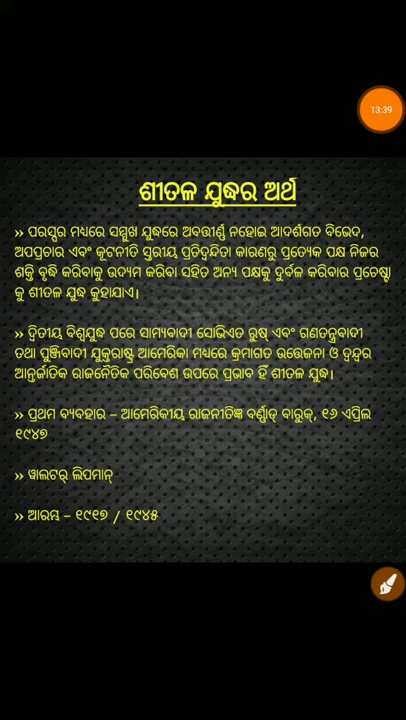 13:39
ଶୀତଳ ଯୁଦ୍ଧର ଅର୍ଥ
›› ପରସ୍ପର ମଧ୍ୟରେ ସମ୍ମୁଖ ଯୁଦ୍ଧରେ ଅବତ୍ତୀର୍ଣ୍ଣ ନହୋଇ ଆଦର୍ଶଗତ ବିଭେଦ,
ଅପପ୍ରଚାର ଏବଂ କୂଟନୀତି ସ୍ତରୀୟ ପ୍ରତିଦ୍ୱନ୍ଦିତା କାରଣରୁ ପ୍ରତ୍ୟେକ ପକ୍ଷ ନିଜର
ଶକ୍ତି ବୃଦ୍ଧି କରିବାକୁ ଉଦ୍ୟମ କରିବା ସହିତ ଅନ୍ୟ ପକ୍ଷକୁ ଦୁର୍ବଳ କରିବାର ପ୍ରଚେଷ୍ଟା
କୁ ଶୀତଳ ଯୁଦ୍ଧ କୁହାଯାଏ।
›› ଦ୍ୱିତୀୟ ବିଶ୍ୱଯୁଦ୍ଧ ପରେ ସାମ୍ୟବାଦୀ ସୋଭିଏତ ରୁଷ୍ ଏବଂ ଗଣତନ୍ତ୍ରବାଦୀ
ତଥା ପୁଞ୍ଜିବାଦୀ ଯୁକ୍ତରାଷ୍ଟ୍ର ଆମେରିକା ମଧ୍ୟରେ କ୍ରମାଗତ ଉତ୍ତେଜନା ଓ ଦ୍ୱନ୍ଦ୍ୱର
ଆନ୍ତର୍ଜାତିକ ରାଜନୈତିକ ପରିବେଶ ଉପରେ ପ୍ରଭାବ ହିଁ ଶୀତଳ ଯୁଦ୍ଧ।
›› ପ୍ରଥମ ବ୍ୟବହାର – ଆମେରିକୀୟ ରାଜନୀତିଜ୍ଞ ବର୍ଣ୍ଣାଡ୍ ବାରୁକ୍, ୧୬ ଏପ୍ରିଲ
୧୯୪୭
›› ୱାଲଟର୍ ଲିପମାନ୍
›› ଆରମ୍ଭ – ୧୯୧୭ / ୧୯୪୫